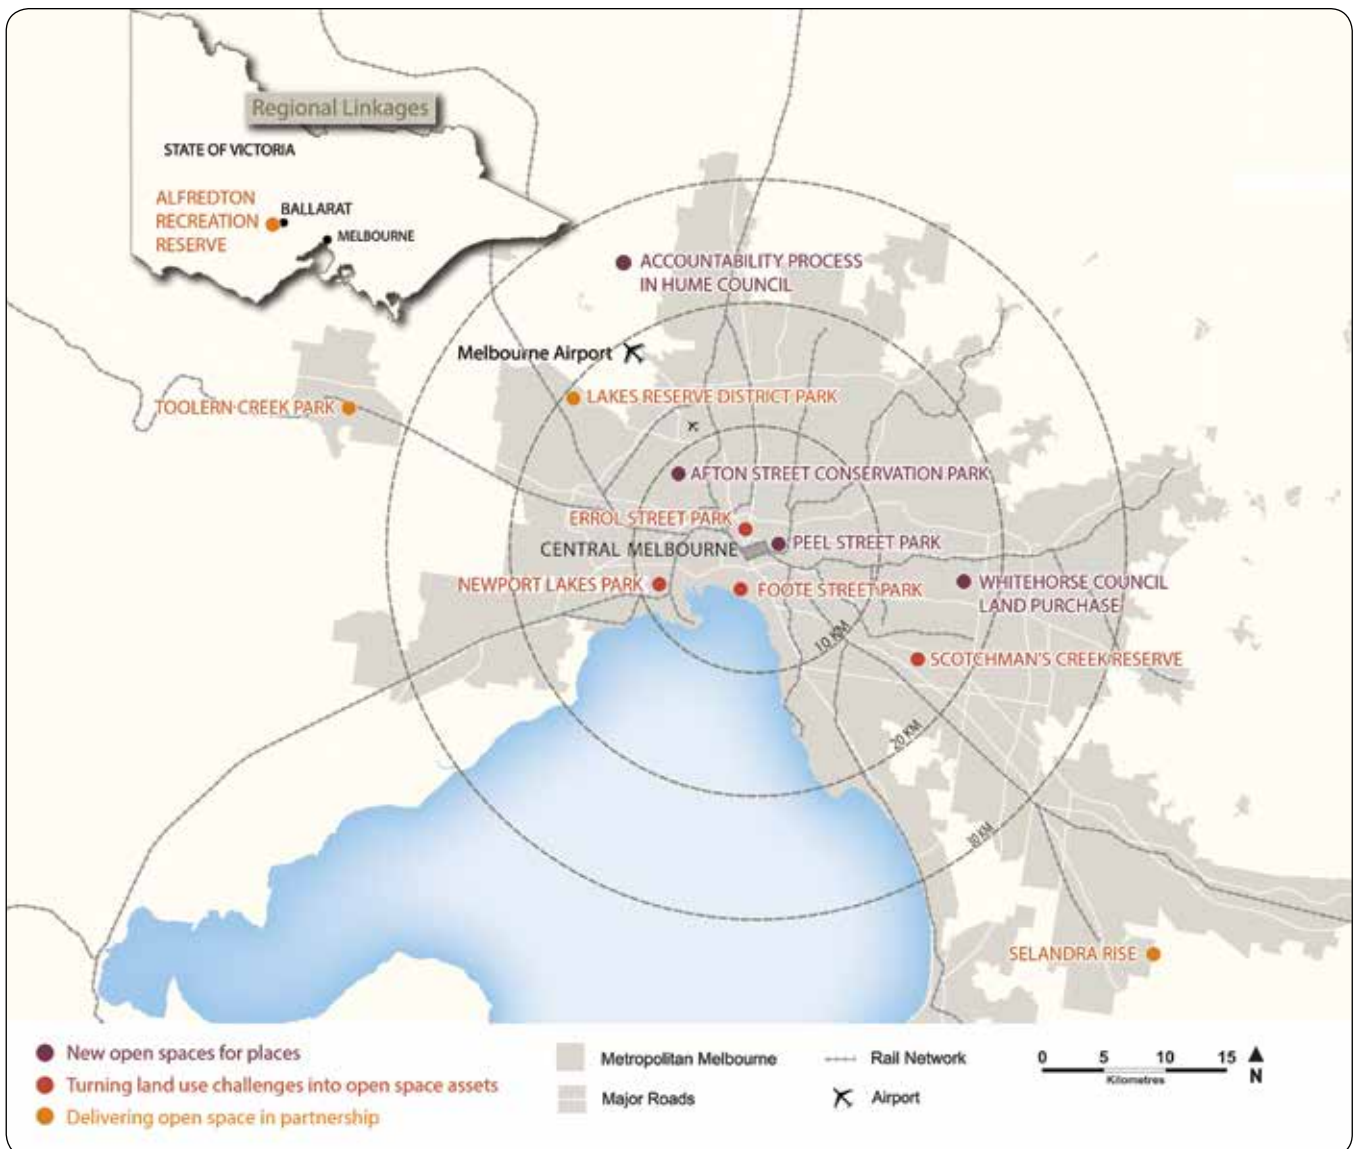 Regional Linkages
STATE OF VICTORIA
ALFREDTON
RECREATION
RESERVE
BALLARAT
MELBOURNE
ACCOUNTABILITY PROCESS
IN HUME COUNCIL
Melbourne Airport
LAKES RESERVE DISTRICT PARK
TOOLERN CREEK PARK
AFTON STREET CONSERVATION PARK
ERROL STREET PARK
CENTRAL MELBOURNE
PEEL STREET PARK
NEWPORT LAKES PARK
FOOTE STREET PARK
WHITEHORSE COUNCIL
LAND PURCHASE
10 KM
SCOTCHMAN'S CREEK RESERVE
20 KM
30 KM
SELANDRA RISE
New open spaces for places
Turning land use challenges into open space assets
Delivering open space in partnership
Metropolitan Melbourne
Major Roads
Rail Network
Airport
0 5 10 15
Kilometres
N